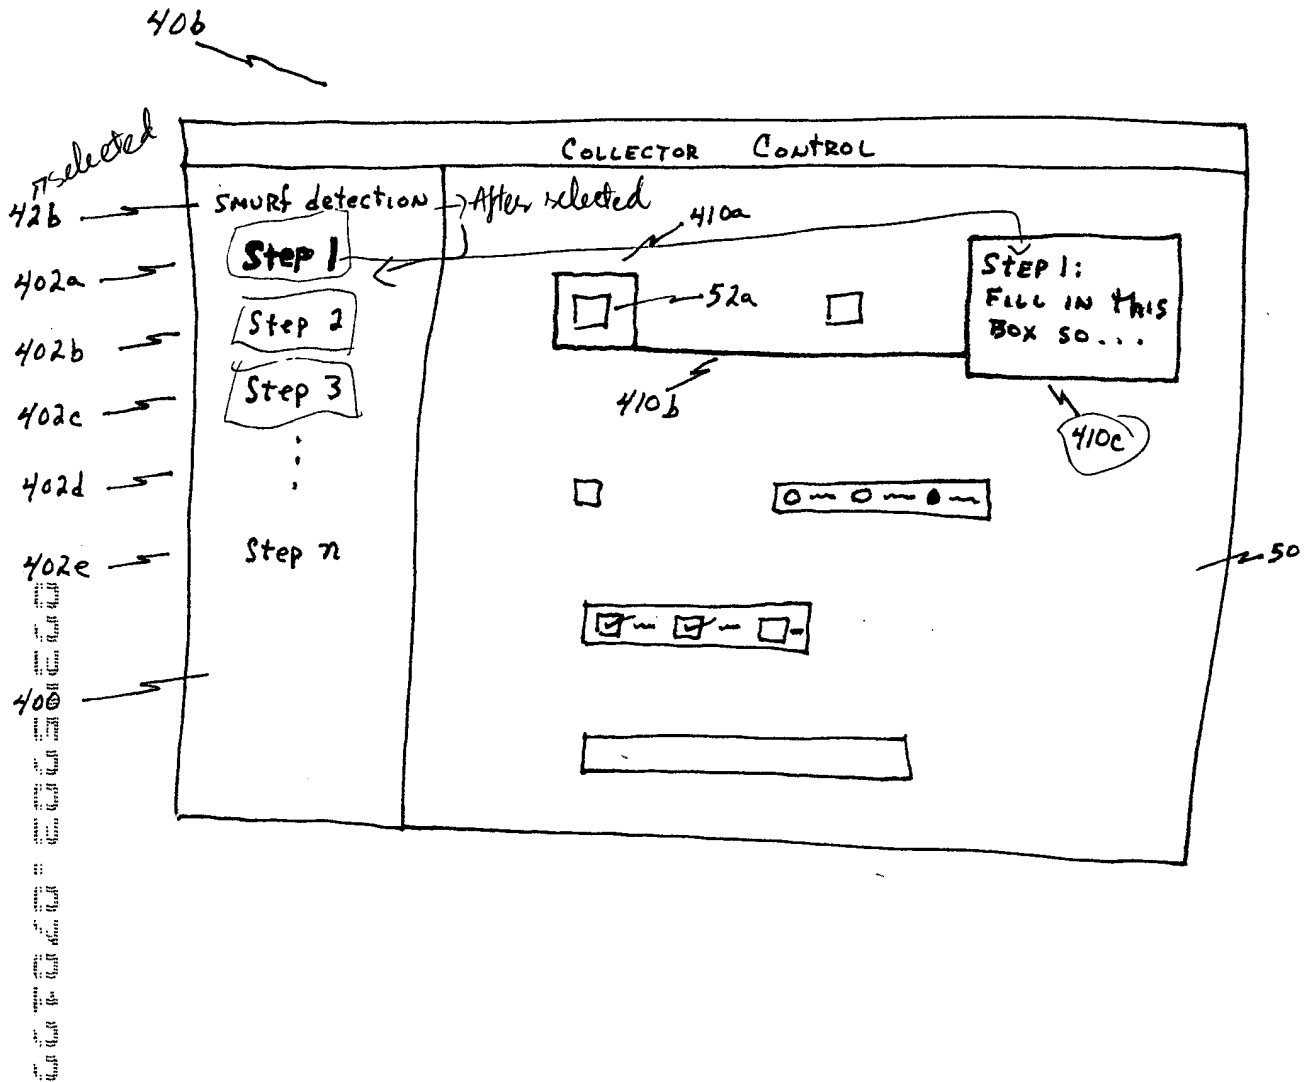 40b
COLLECTOR CONTROL
selected
42b
SMURF detection
After selected
410a
Step 1
402a
STEP 1:
FILL IN THIS
BOX SO...
52a
Step 2
402b
Step 3
410b
402c
410c
402d
Step n
402e
50
400